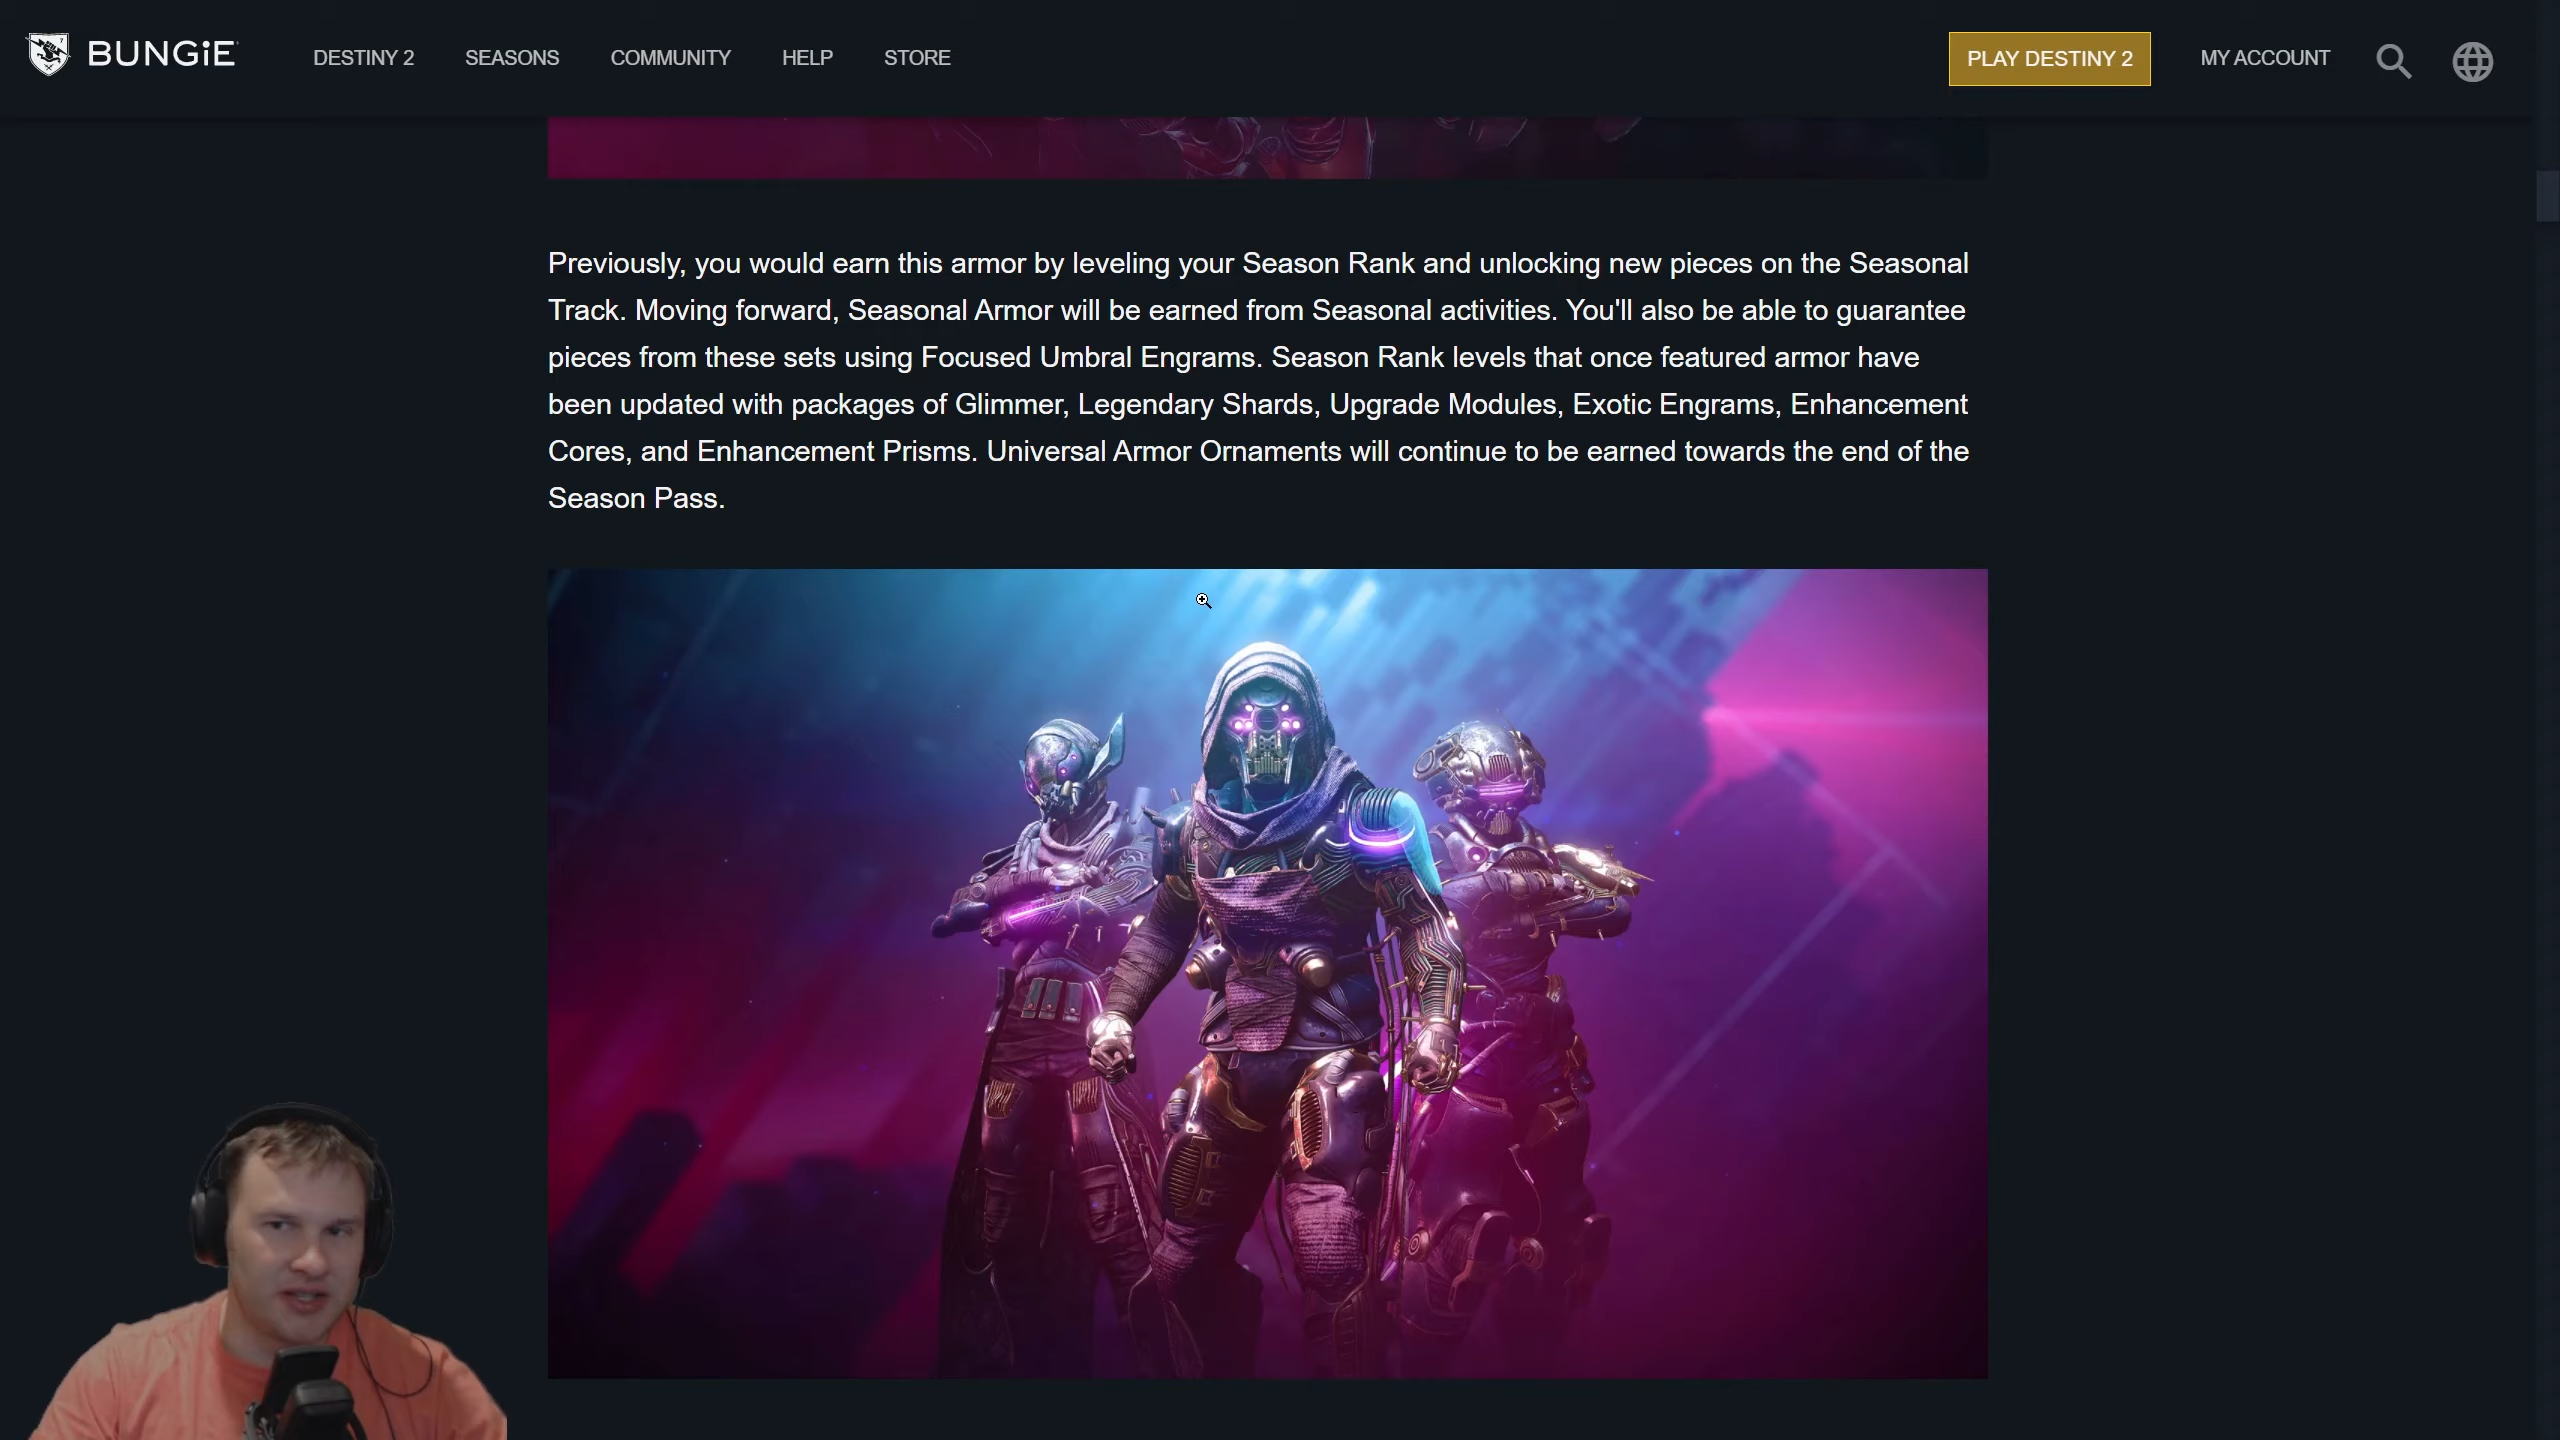 BUNGiE
DESTINY 2
SEASONS
COMMUNITY
HELP
STORE
PLAY DESTINY 2
MY ACCOUNT
Previously, you would earn this armor by leveling your Season Rank and unlocking new pieces on the Seasonal
Track. Moving forward, Seasonal Armor will be earned from Seasonal activities. You'll also be able to guarantee
pieces from these sets using Focused Umbral Engrams. Season Rank levels that once featured armor have
been updated with packages of Glimmer, Legendary Shards, Upgrade Modules, Exotic Engrams, Enhancement
Cores, and Enhancement Prisms. Universal Armor Ornaments will continue to be earned towards the end of the
Season Pass.